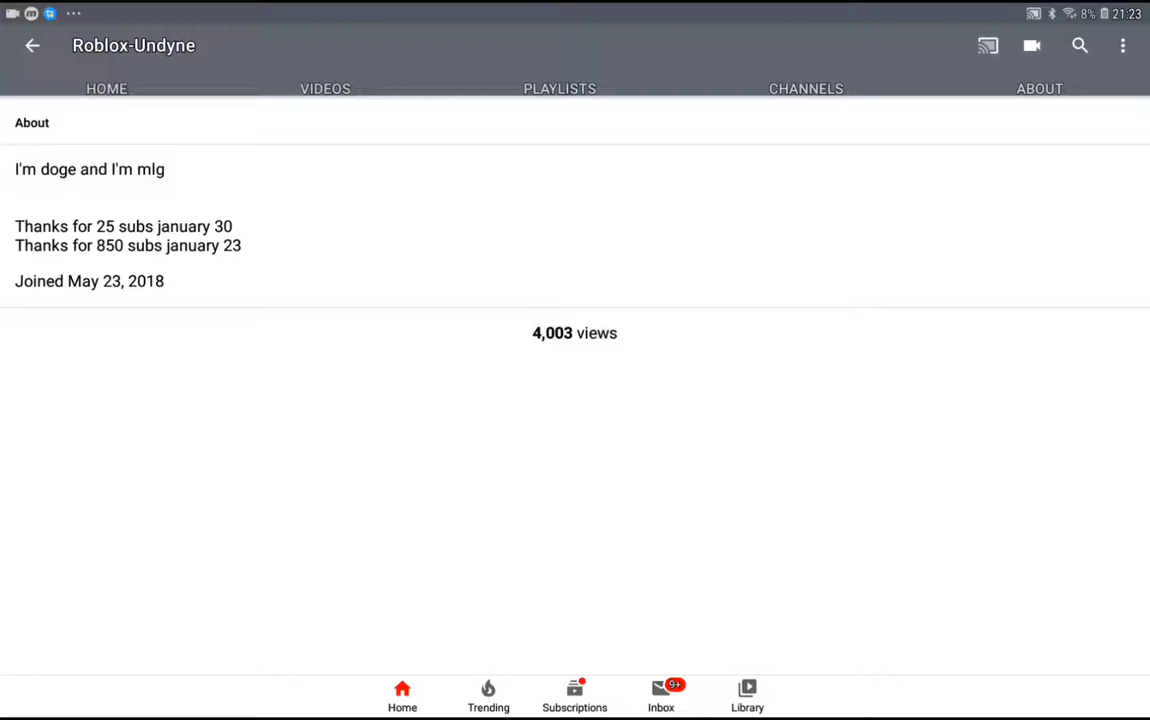 8% 21:23
Roblox-Undyne
HOME VIDEOS PLAYLISTS CHANNELS ABOUT
About
I'm doge and I'm mlg
Thanks for 25 subs january 30
Thanks for 850 subs january 23
Joined May 23, 2018
4,003 views
9+
Home Trending Subscriptions Inbox Library